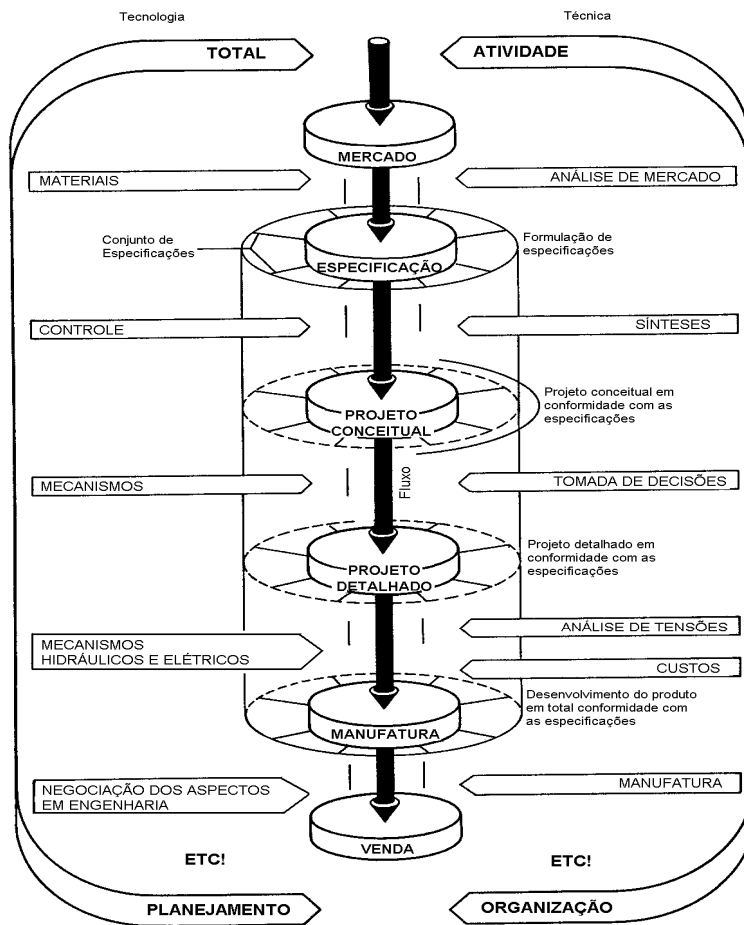 Tecnologia
Técnica
TOTAL
ATIVIDADE
MERCADO
MATERIAIS
ANÁLISE DE MERCADO
Conjunto de
Especificações
Formulação de
especificações
ESPECIFICAÇÃO
CONTROLE
SÍNTESES
Projeto conceitual em
conformidade com as
especificações
PROJETO
CONCEITUAL
MECANISMOS
Fluxo
TOMADA DE DECISÕES
Projeto detalhado em
conformidade com as
especificações
PROJETO
DETALHADO
ANÁLISE DE TENSÕES
MECANISMOS
HIDRÁULICOS E ELÉTRICOS
CUSTOS
Desenvolvimento do produto
em total conformidade com
as especificações
MANUFATURA
NEGOCIAÇÃO DOS ASPECTOS
EM ENGENHARIA
MANUFATURA
VENDA
ETC!
ETC!
PLANEJAMENTO
ORGANIZAÇÃO